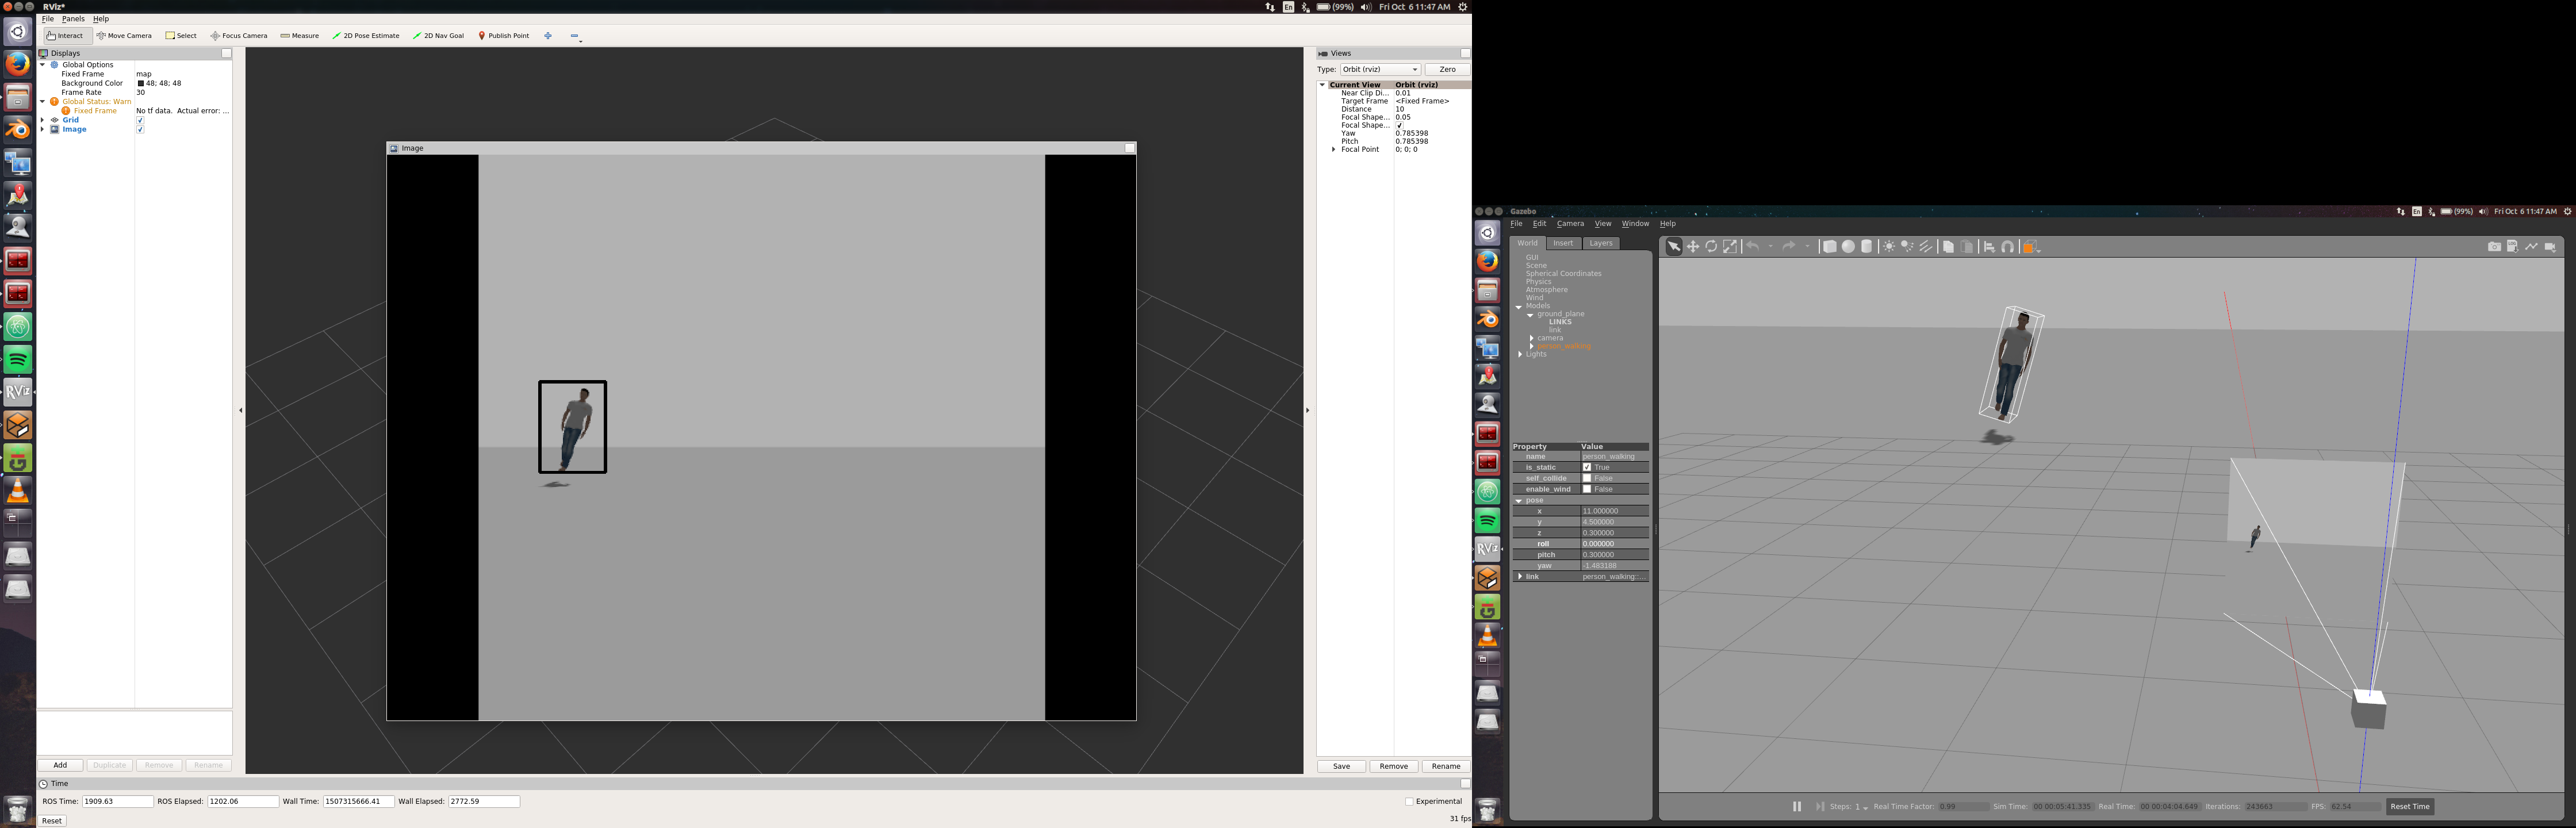 RViz*
En (99%) Fri Oct 6 11:47 AM
File Panels Help
Interact Move Camera Select Focus Camera Measure 2D Pose Estimate 2D Nav Goal Publish Point
Displays
Global Options
Fixed Frame map
Background Color 48; 48; 48
Frame Rate 30
Global Status: Warn
Fixed Frame No tf data. Actual error: ...
Grid
Image
Add Duplicate Remove Rename
Image
Views
Type: Orbit (rviz) Zero
Current View Orbit (rviz)
Near Clip Di... 0.01
Target Frame <Fixed Frame>
Distance 10
Focal Shape... 0.05
Focal Shape...
Yaw 0.785398
Pitch 0.785398
Focal Point 0; 0; 0
Save Remove Rename
Time
ROS Time: 1909.63 ROS Elapsed: 1202.06 Wall Time: 1507315666.41 Wall Elapsed: 2772.59 Experimental
Reset 31 fps
RViz
Gazebo
En (99%) Fri Oct 6 11:47 AM
File Edit Camera View Window Help
World Insert Layers
GUI
Scene
Spherical Coordinates
Physics
Atmosphere
Wind
Models
ground_plane
LINKS
link
camera
person_walking
Lights
Property Value
name person_walking
is_static True
self_collide False
enable_wind False
pose
x 11.000000
y 4.500000
z 0.300000
roll 0.000000
pitch 0.300000
yaw -1.483188
link person_walking::...
RViz
Steps: 1 Real Time Factor: 0.99 Sim Time: 00 00:05:41.335 Real Time: 00 00:04:04.649 Iterations: 243663 FPS: 62.54 Reset Time